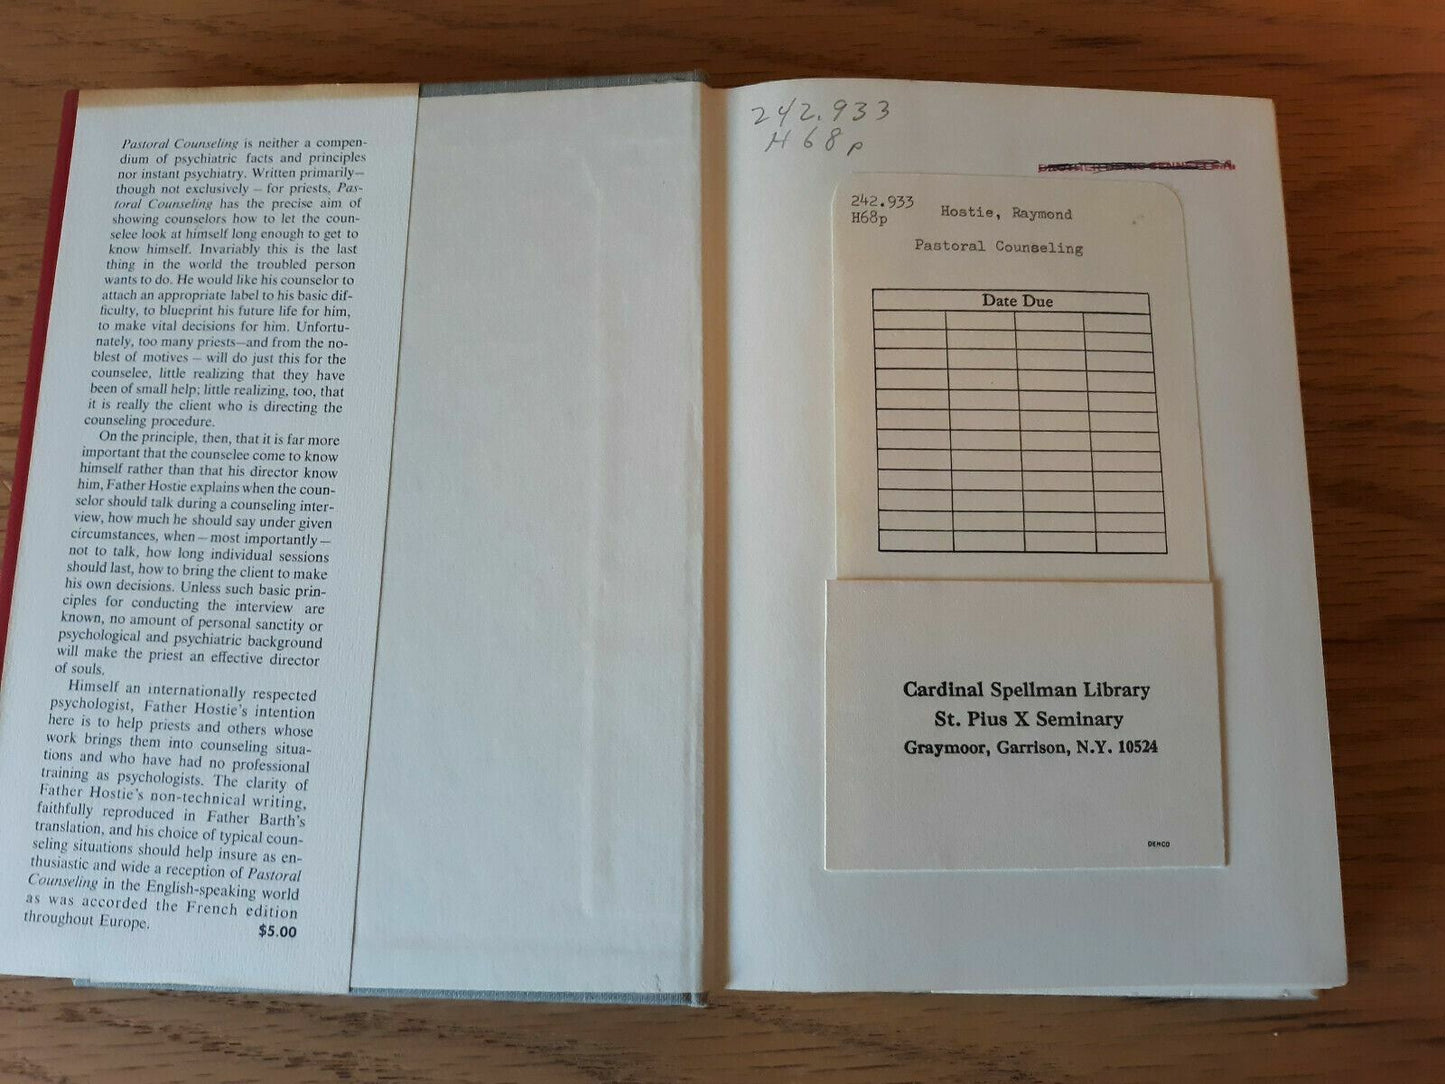 Pastoral Counseling is neither a compen-
dium of psychiatric facts and principles
nor instant psychiatry. Written primarily—
though not exclusively – for priests, Pas-
toral Counseling has the precise aim of
showing counselors how to let the coun-
selee look at himself long enough to get to
know himself. Invariably this is the last
thing in the world the troubled person
wants to do. He would like his counselor to
attach an appropriate label to his basic dif-
ficulty, to blueprint his future life for him,
to make vital decisions for him. Unfortu-
nately, too many priests—and from the no-
blest of motives – will do just this for the
counselee, little realizing that they have
been of small help; little realizing, too, that
it is really the client who is directing the
counseling procedure.
On the principle, then, that it is far more
important that the counselee come to know
himself rather than that his director know
him, Father Hostie explains when the coun-
selor should talk during a counseling inter-
view, how much he should say under given
circumstances, when – most importantly –
not to talk, how long individual sessions
should last, how to bring the client to make
his own decisions. Unless such basic prin-
ciples for conducting the interview are
known, no amount of personal sanctity or
psychological and psychiatric background
will make the priest an effective director
of souls.
Himself an internationally respected
psychologist, Father Hostie's intention
here is to help priests and others whose
work brings them into counseling situa-
tions and who have had no professional
training as psychologists. The clarity of
Father Hostie's non-technical writing,
faithfully reproduced in Father Barth's
translation, and his choice of typical coun-
seling situations should help insure as en-
thusiastic and wide a reception of Pastoral
Counseling in the English-speaking world
as was accorded the French edition
throughout Europe.
$5.00
242.933
H68p
242.933
H68p
Hostie, Raymond
Pastoral Counseling
Date Due
Cardinal Spellman Library
St. Pius X Seminary
Graymoor, Garrison, N.Y. 10524
DEMCO